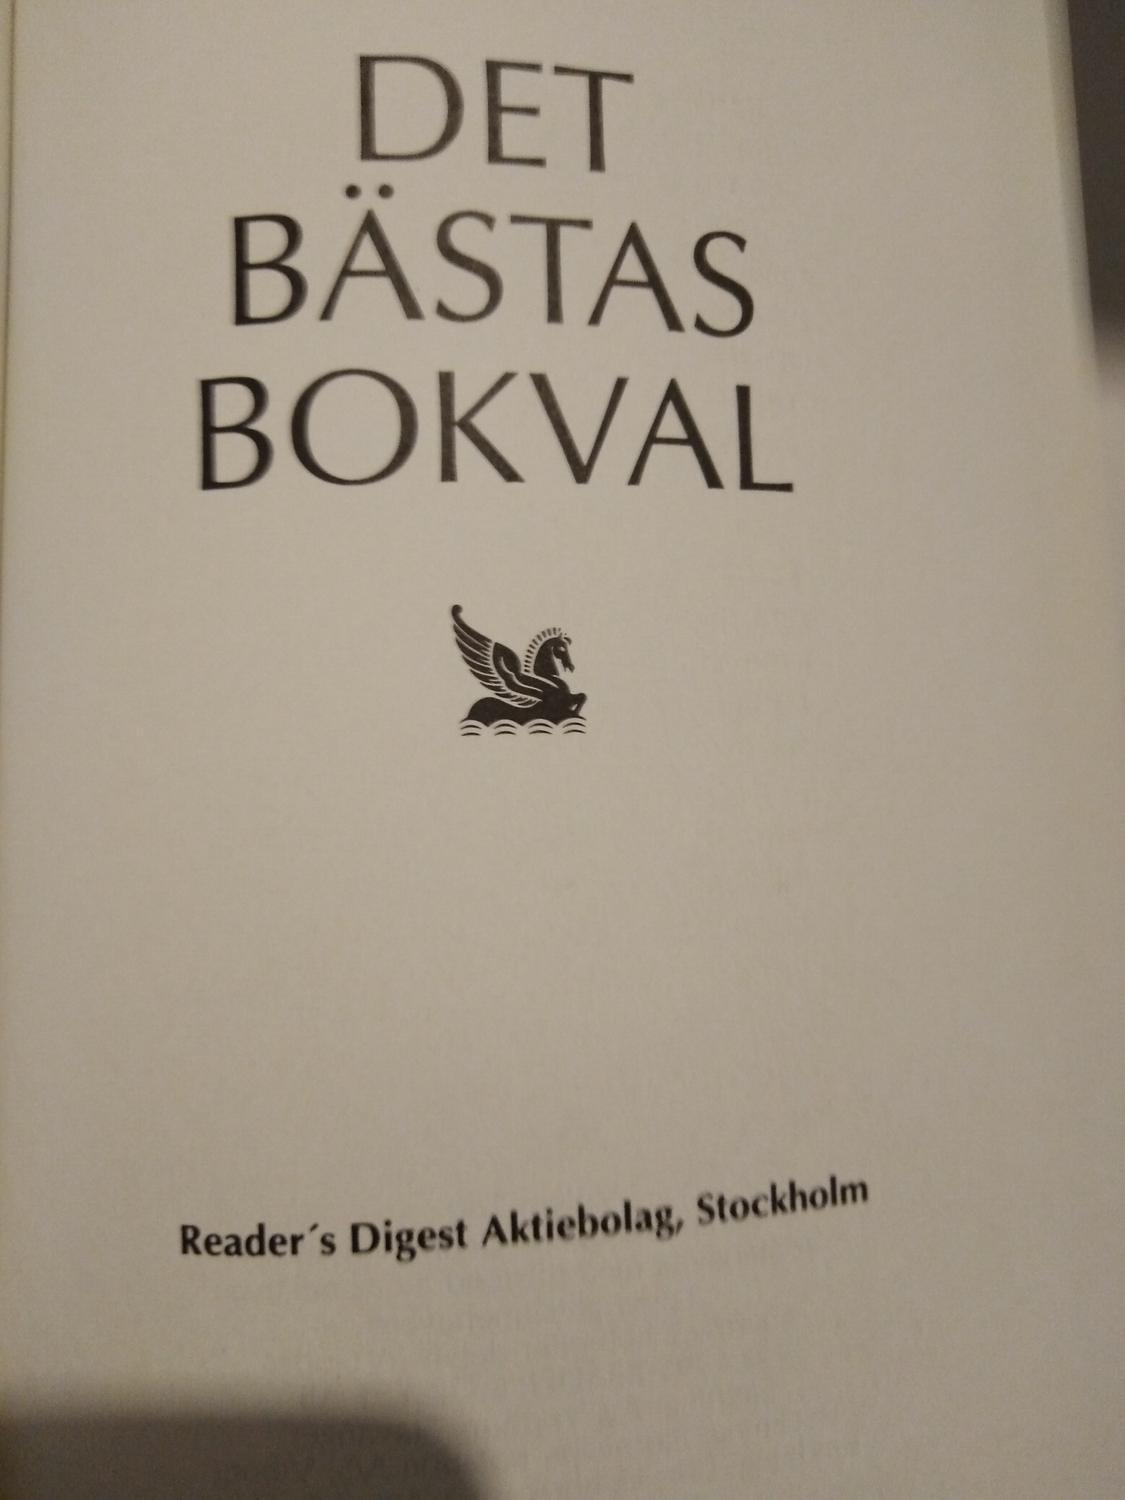 DET
BÄSTAS
BOKVAL
Reader´s Digest Aktiebolag, Stockholm